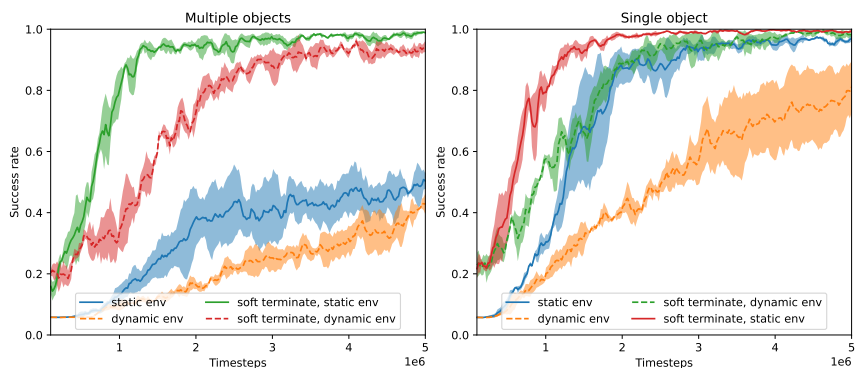 Multiple objects
Success rate
1.0
0.8
0.6
0.4
0.2
0.0
static env
dynamic env
soft terminate, static env
soft terminate, dynamic env
1 2 3 4 5
Timesteps
1e6
Single object
Success rate
1.0
0.8
0.6
0.4
0.2
0.0
static env
dynamic env
soft terminate, dynamic env
soft terminate, static env
1 2 3 4 5
Timesteps
1e6